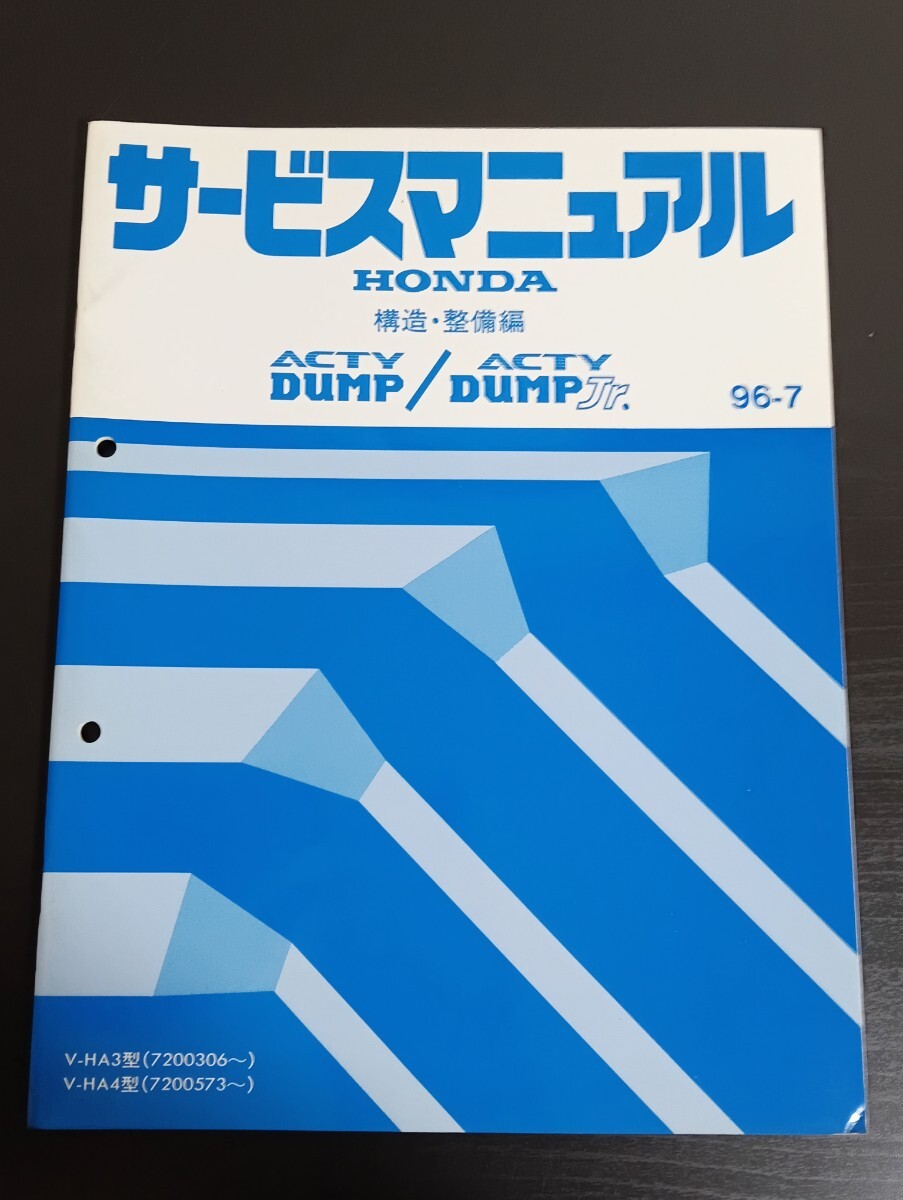 サービスマニュアル
HONDA
構造・整備編
ACTY DUMP / ACTY DUMP Jr. 96-7
V-HA3型(7200306～)
V-HA4型(7200573～)